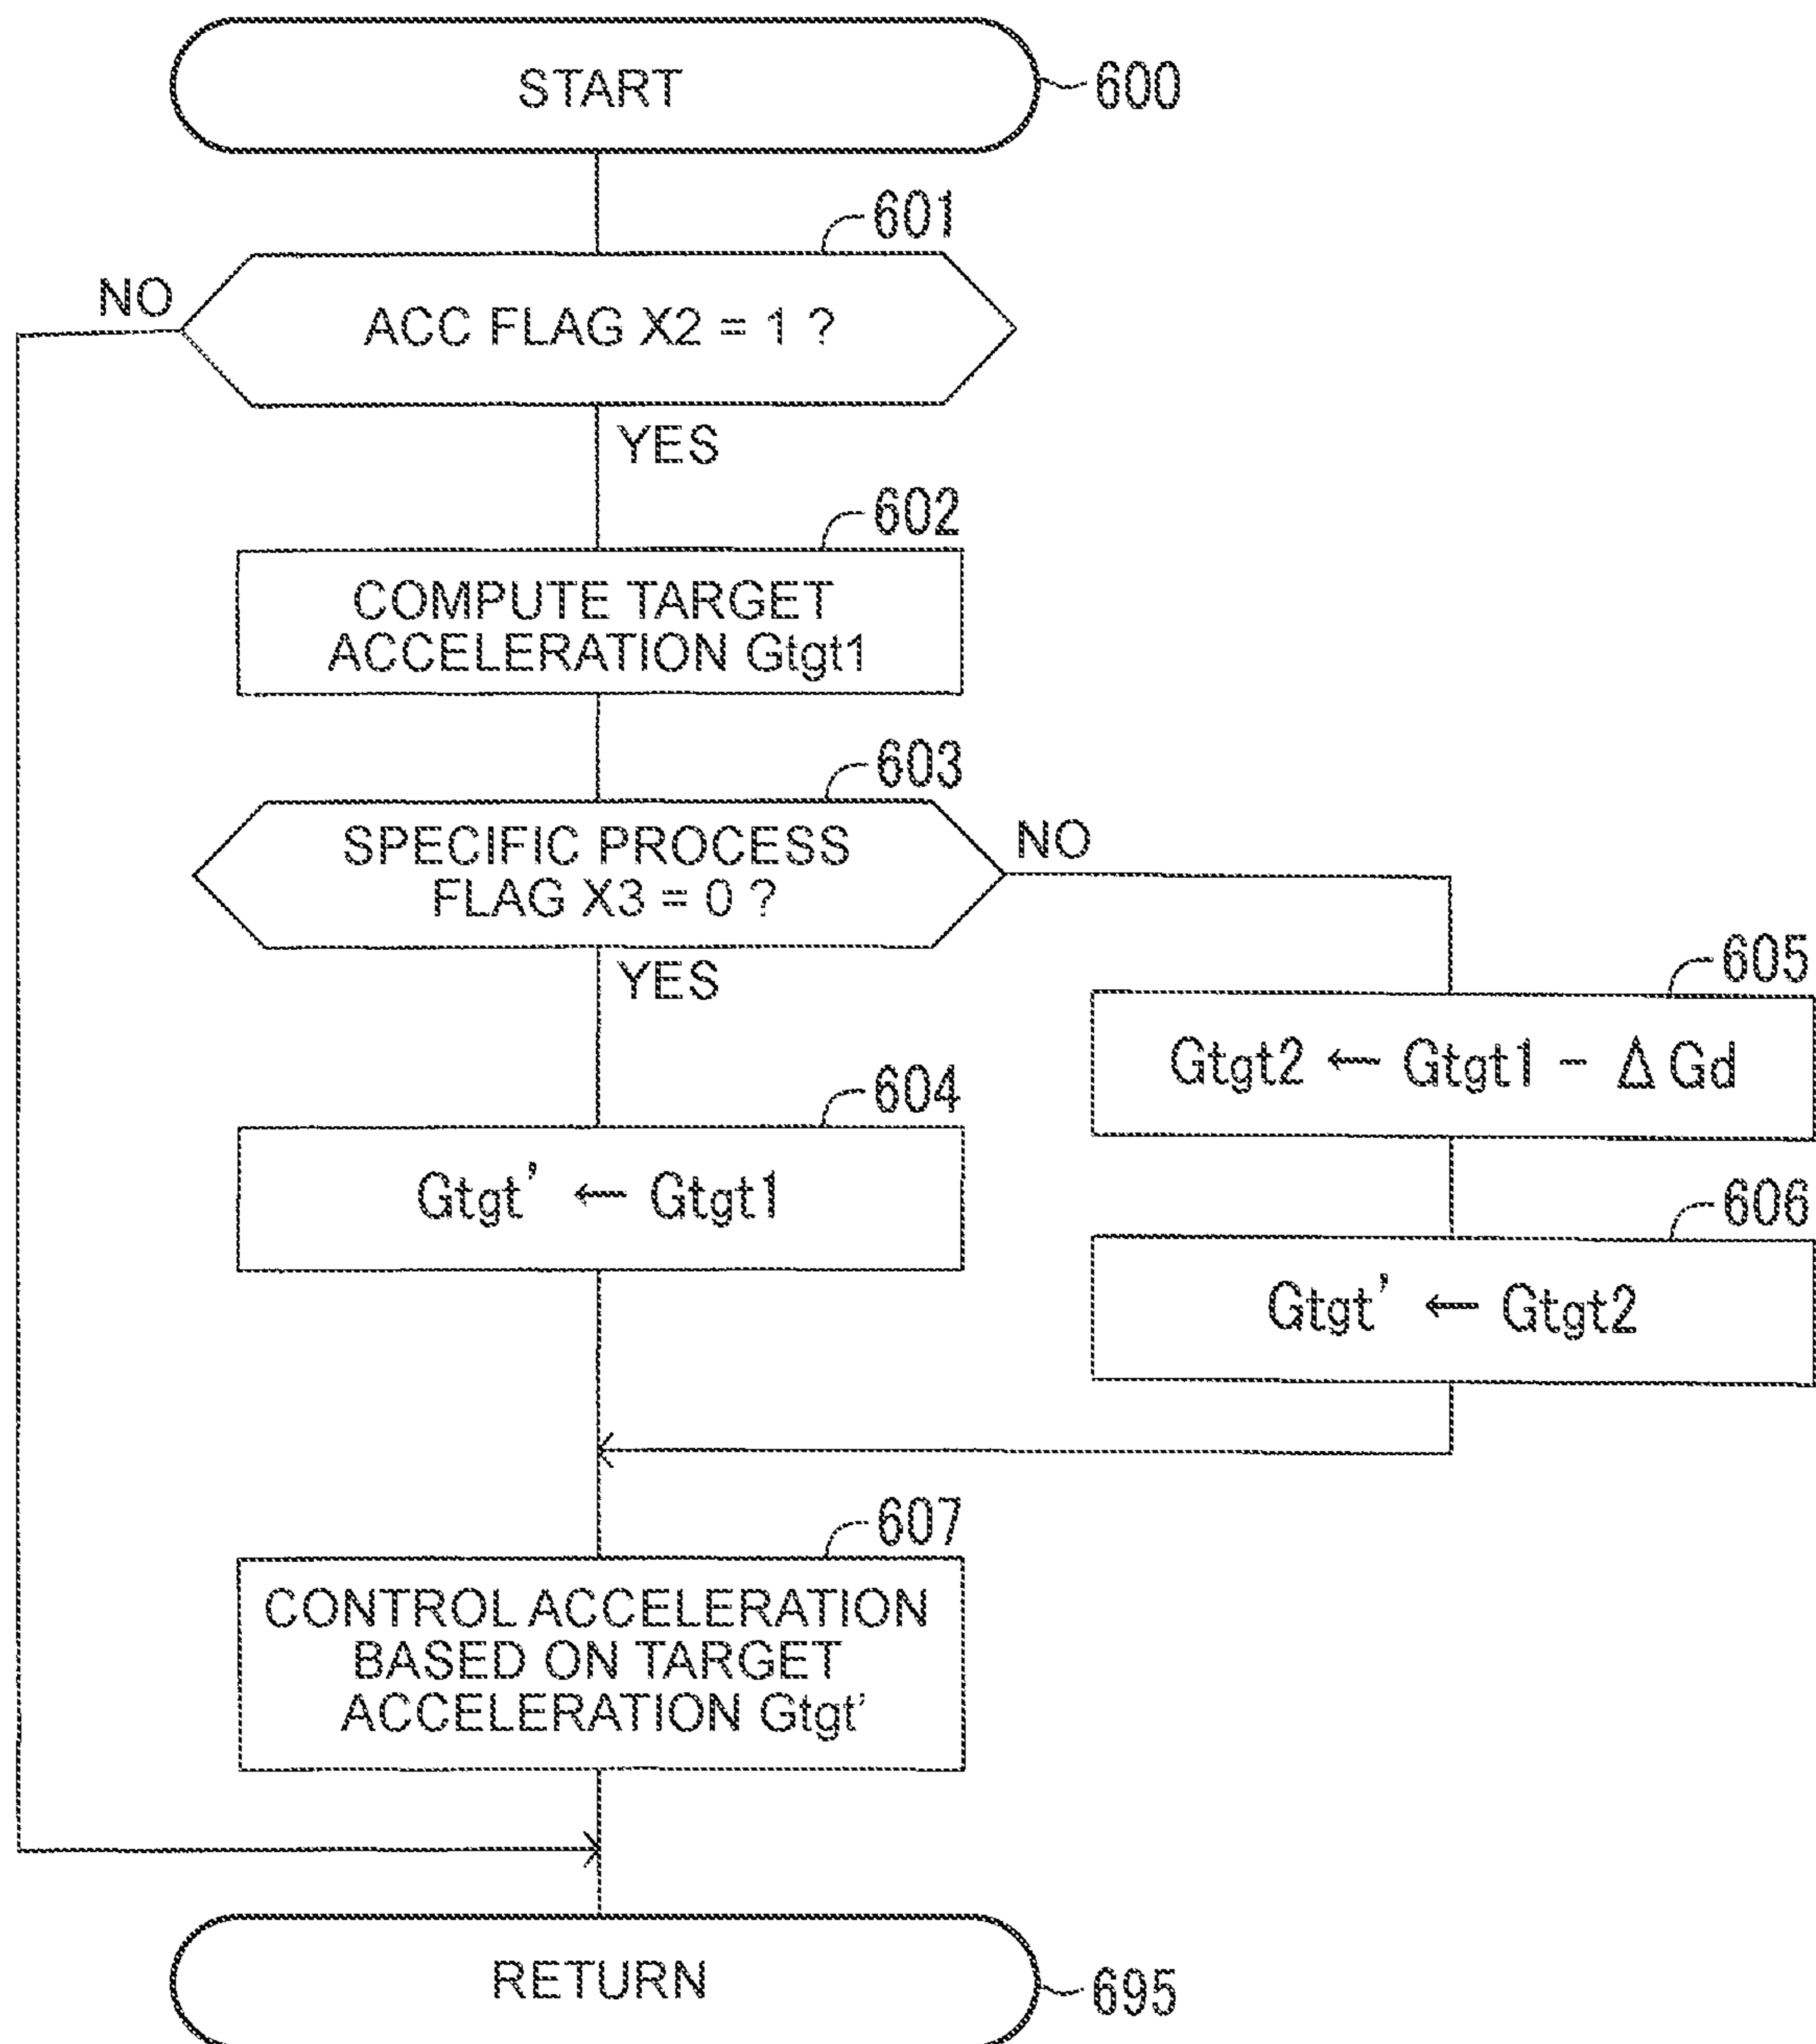 START
600
601
NO
ACC FLAG X2 = 1 ?
YES
602
COMPUTE TARGET
ACCELERATION Gtgt1
603
SPECIFIC PROCESS
FLAG X3 = 0 ?
NO
YES
605
Gtgt2 ← Gtgt1 - Δ Gd
604
Gtgt' ← Gtgt1
606
Gtgt' ← Gtgt2
607
CONTROL ACCELERATION
BASED ON TARGET
ACCELERATION Gtgt'
RETURN
695